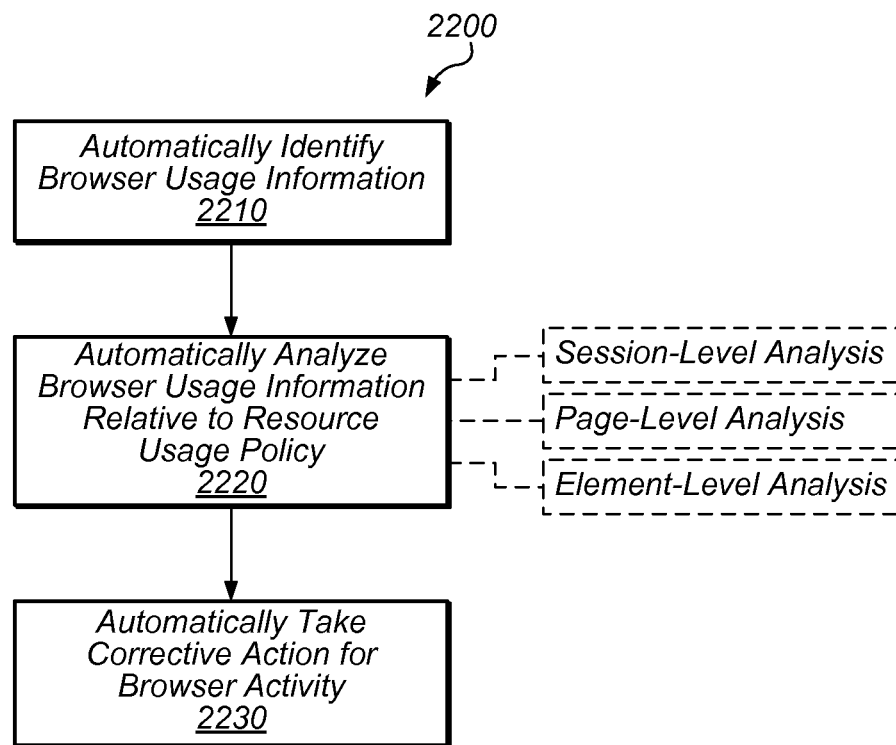 2200
Automatically Identify
Browser Usage Information
2210
Automatically Analyze
Browser Usage Information
Relative to Resource
Usage Policy
2220
Session-Level Analysis
Page-Level Analysis
Element-Level Analysis
Automatically Take
Corrective Action for
Browser Activity
2230